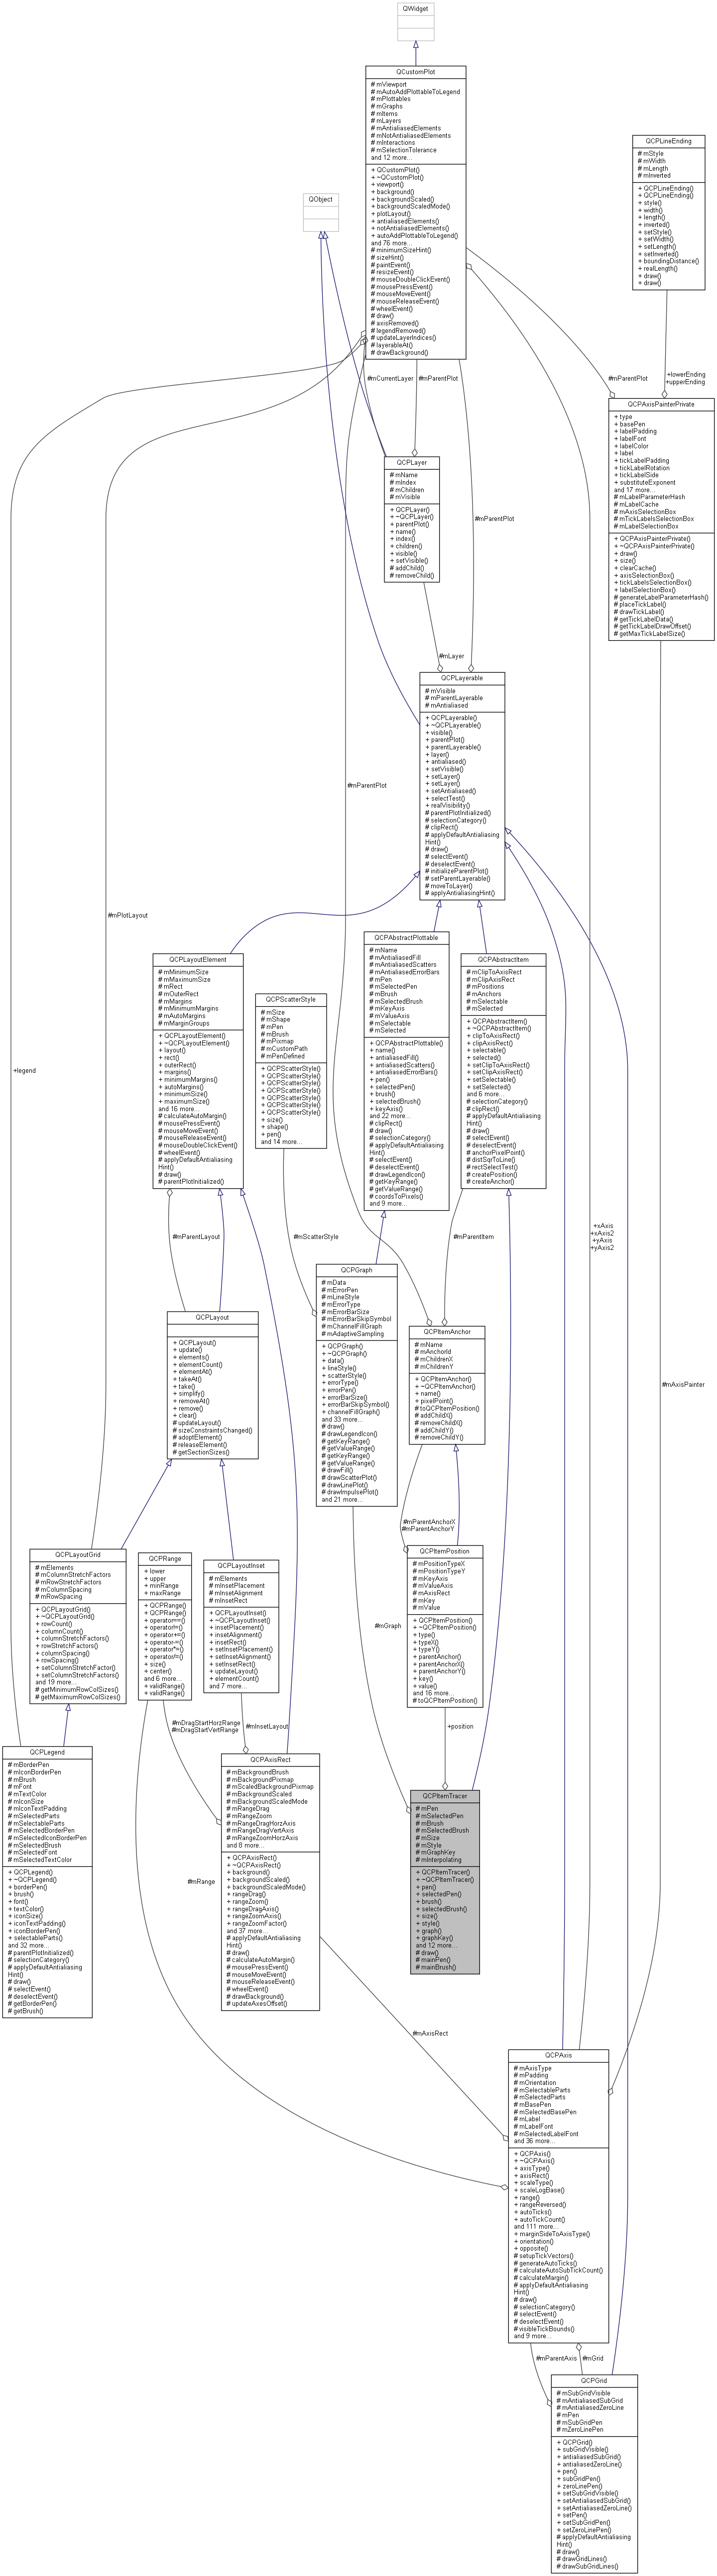 QWidget
QCustomPlot
# mViewport
# mAutoAddPlottableToLegend
# mPlottables
# mGraphs
# mItems
# mLayers
# mAntialiasedElements
# mNotAntialiasedElements
# mInteractions
# mSelectionTolerance
and 12 more...
+ QCustomPlot()
+ ~QCustomPlot()
+ viewport()
+ background()
+ backgroundScaled()
+ backgroundScaledMode()
+ plotLayout()
+ antialiasedElements()
+ notAntialiasedElements()
+ autoAddPlottableToLegend()
and 76 more...
# minimumSizeHint()
# sizeHint()
# paintEvent()
# resizeEvent()
# mouseDoubleClickEvent()
# mousePressEvent()
# mouseMoveEvent()
# mouseReleaseEvent()
# wheelEvent()
# draw()
# axisRemoved()
# legendRemoved()
# updateLayerIndices()
# layerableAt()
# drawBackground()
QCPLineEnding
# mStyle
# mWidth
# mLength
# mInverted
+ QCPLineEnding()
+ QCPLineEnding()
+ style()
+ width()
+ length()
+ inverted()
+ setStyle()
+ setWidth()
+ setLength()
+ setInverted()
+ boundingDistance()
+ realLength()
+ draw()
+ draw()
QObject
#mCurrentLayer
#mParentPlot
#mParentPlot
+lowerEnding
+upperEnding
QCPAxisPainterPrivate
+ type
+ basePen
+ labelPadding
+ labelFont
+ labelColor
+ label
+ tickLabelPadding
+ tickLabelRotation
+ tickLabelSide
+ substituteExponent
and 17 more...
# mLabelParameterHash
# mLabelCache
# mAxisSelectionBox
# mTickLabelsSelectionBox
# mLabelSelectionBox
+ QCPAxisPainterPrivate()
+ ~QCPAxisPainterPrivate()
+ draw()
+ size()
+ clearCache()
+ axisSelectionBox()
+ tickLabelsSelectionBox()
+ labelSelectionBox()
# generateLabelParameterHash()
# placeTickLabel()
# drawTickLabel()
# getTickLabelData()
# getTickLabelDrawOffset()
# getMaxTickLabelSize()
QCPLayer
# mName
# mIndex
# mChildren
# mVisible
+ QCPLayer()
+ ~QCPLayer()
+ parentPlot()
+ name()
+ index()
+ children()
+ visible()
+ setVisible()
# addChild()
# removeChild()
#mParentPlot
#mLayer
QCPLayerable
# mVisible
# mParentLayerable
# mAntialiased
+ QCPLayerable()
+ ~QCPLayerable()
+ visible()
+ parentPlot()
+ parentLayerable()
+ layer()
+ antialiased()
+ setVisible()
+ setLayer()
+ setLayer()
+ setAntialiased()
+ selectTest()
+ realVisibility()
# parentPlotInitialized()
# selectionCategory()
# clipRect()
# applyDefaultAntialiasing
Hint()
# draw()
# selectEvent()
# deselectEvent()
# initializeParentPlot()
# setParentLayerable()
# moveToLayer()
# applyAntialiasingHint()
#mParentPlot
#mPlotLayout
+legend
QCPLayoutElement
# mMinimumSize
# mMaximumSize
# mRect
# mOuterRect
# mMargins
# mMinimumMargins
# mAutoMargins
# mMarginGroups
+ QCPLayoutElement()
+ ~QCPLayoutElement()
+ layout()
+ rect()
+ outerRect()
+ margins()
+ minimumMargins()
+ autoMargins()
+ minimumSize()
+ maximumSize()
and 16 more...
# calculateAutoMargin()
# mousePressEvent()
# mouseMoveEvent()
# mouseReleaseEvent()
# mouseDoubleClickEvent()
# wheelEvent()
# applyDefaultAntialiasing
Hint()
# draw()
# parentPlotInitialized()
QCPScatterStyle
# mSize
# mShape
# mPen
# mBrush
# mPixmap
# mCustomPath
# mPenDefined
+ QCPScatterStyle()
+ QCPScatterStyle()
+ QCPScatterStyle()
+ QCPScatterStyle()
+ QCPScatterStyle()
+ QCPScatterStyle()
+ QCPScatterStyle()
+ size()
+ shape()
+ pen()
and 14 more...
QCPAbstractPlottable
# mName
# mAntialiasedFill
# mAntialiasedScatters
# mAntialiasedErrorBars
# mPen
# mSelectedPen
# mBrush
# mSelectedBrush
# mKeyAxis
# mValueAxis
# mSelectable
# mSelected
+ QCPAbstractPlottable()
+ name()
+ antialiasedFill()
+ antialiasedScatters()
+ antialiasedErrorBars()
+ pen()
+ selectedPen()
+ brush()
+ selectedBrush()
+ keyAxis()
and 22 more...
# clipRect()
# draw()
# selectionCategory()
# applyDefaultAntialiasing
Hint()
# selectEvent()
# deselectEvent()
# drawLegendIcon()
# getKeyRange()
# getValueRange()
# coordsToPixels()
and 9 more...
QCPAbstractItem
# mClipToAxisRect
# mClipAxisRect
# mPositions
# mAnchors
# mSelectable
# mSelected
+ QCPAbstractItem()
+ ~QCPAbstractItem()
+ clipToAxisRect()
+ clipAxisRect()
+ selectable()
+ selected()
+ setClipToAxisRect()
+ setClipAxisRect()
+ setSelectable()
+ setSelected()
and 6 more...
# selectionCategory()
# clipRect()
# applyDefaultAntialiasing
Hint()
# draw()
# selectEvent()
# deselectEvent()
# anchorPixelPoint()
# distSqrToLine()
# rectSelectTest()
# createPosition()
# createAnchor()
#mParentLayout
#mScatterStyle
#mParentItem
+xAxis
+xAxis2
+yAxis
+yAxis2
QCPLayout
+ QCPLayout()
+ update()
+ elements()
+ elementCount()
+ elementAt()
+ takeAt()
+ take()
+ simplify()
+ removeAt()
+ remove()
+ clear()
# updateLayout()
# sizeConstraintsChanged()
# adoptElement()
# releaseElement()
# getSectionSizes()
QCPGraph
# mData
# mErrorPen
# mLineStyle
# mErrorType
# mErrorBarSize
# mErrorBarSkipSymbol
# mChannelFillGraph
# mAdaptiveSampling
+ QCPGraph()
+ ~QCPGraph()
+ data()
+ lineStyle()
+ scatterStyle()
+ errorType()
+ errorPen()
+ errorBarSize()
+ errorBarSkipSymbol()
+ channelFillGraph()
and 33 more...
# draw()
# drawLegendIcon()
# getKeyRange()
# getValueRange()
# getKeyRange()
# getValueRange()
# drawFill()
# drawScatterPlot()
# drawLinePlot()
# drawImpulsePlot()
and 21 more...
QCPItemAnchor
# mName
# mAnchorId
# mChildrenX
# mChildrenY
+ QCPItemAnchor()
+ ~QCPItemAnchor()
+ name()
+ pixelPoint()
# toQCPItemPosition()
# addChildX()
# removeChildX()
# addChildY()
# removeChildY()
#mAxisPainter
#mParentAnchorX
#mParentAnchorY
QCPLayoutGrid
# mElements
# mColumnStretchFactors
# mRowStretchFactors
# mColumnSpacing
# mRowSpacing
+ QCPLayoutGrid()
+ ~QCPLayoutGrid()
+ rowCount()
+ columnCount()
+ columnStretchFactors()
+ rowStretchFactors()
+ columnSpacing()
+ rowSpacing()
+ setColumnStretchFactor()
+ setColumnStretchFactors()
and 19 more...
# getMinimumRowColSizes()
# getMaximumRowColSizes()
QCPRange
+ lower
+ upper
+ minRange
+ maxRange
+ QCPRange()
+ QCPRange()
+ operator==()
+ operator!=()
+ operator+=()
+ operator-=()
+ operator*=()
+ operator/=()
+ size()
+ center()
and 6 more...
+ validRange()
+ validRange()
QCPLayoutInset
# mElements
# mInsetPlacement
# mInsetAlignment
# mInsetRect
+ QCPLayoutInset()
+ ~QCPLayoutInset()
+ insetPlacement()
+ insetAlignment()
+ insetRect()
+ setInsetPlacement()
+ setInsetAlignment()
+ setInsetRect()
+ updateLayout()
+ elementCount()
and 7 more...
QCPItemPosition
# mPositionTypeX
# mPositionTypeY
# mKeyAxis
# mValueAxis
# mAxisRect
# mKey
# mValue
+ QCPItemPosition()
+ ~QCPItemPosition()
+ type()
+ typeX()
+ typeY()
+ parentAnchor()
+ parentAnchorX()
+ parentAnchorY()
+ key()
+ value()
and 16 more...
# toQCPItemPosition()
#mGraph
#mDragStartHorzRange
#mDragStartVertRange
#mInsetLayout
+position
QCPLegend
# mBorderPen
# mIconBorderPen
# mBrush
# mFont
# mTextColor
# mIconSize
# mIconTextPadding
# mSelectedParts
# mSelectableParts
# mSelectedBorderPen
# mSelectedIconBorderPen
# mSelectedBrush
# mSelectedFont
# mSelectedTextColor
+ QCPLegend()
+ ~QCPLegend()
+ borderPen()
+ brush()
+ font()
+ textColor()
+ iconSize()
+ iconTextPadding()
+ iconBorderPen()
+ selectableParts()
and 32 more...
# parentPlotInitialized()
# selectionCategory()
# applyDefaultAntialiasing
Hint()
# draw()
# selectEvent()
# deselectEvent()
# getBorderPen()
# getBrush()
QCPAxisRect
# mBackgroundBrush
# mBackgroundPixmap
# mScaledBackgroundPixmap
# mBackgroundScaled
# mBackgroundScaledMode
# mRangeDrag
# mRangeZoom
# mRangeDragHorzAxis
# mRangeDragVertAxis
# mRangeZoomHorzAxis
and 8 more...
+ QCPAxisRect()
+ ~QCPAxisRect()
+ background()
+ backgroundScaled()
+ backgroundScaledMode()
+ rangeDrag()
+ rangeZoom()
+ rangeDragAxis()
+ rangeZoomAxis()
+ rangeZoomFactor()
and 37 more...
# applyDefaultAntialiasing
Hint()
# draw()
# calculateAutoMargin()
# mousePressEvent()
# mouseMoveEvent()
# mouseReleaseEvent()
# wheelEvent()
# drawBackground()
# updateAxesOffset()
QCPItemTracer
# mPen
# mSelectedPen
# mBrush
# mSelectedBrush
# mSize
# mStyle
# mGraphKey
# mInterpolating
+ QCPItemTracer()
+ ~QCPItemTracer()
+ pen()
+ selectedPen()
+ brush()
+ selectedBrush()
+ size()
+ style()
+ graph()
+ graphKey()
and 12 more...
# draw()
# mainPen()
# mainBrush()
#mRange
#mAxisRect
QCPAxis
# mAxisType
# mPadding
# mOrientation
# mSelectableParts
# mSelectedParts
# mBasePen
# mSelectedBasePen
# mLabel
# mLabelFont
# mSelectedLabelFont
and 36 more...
+ QCPAxis()
+ ~QCPAxis()
+ axisType()
+ axisRect()
+ scaleType()
+ scaleLogBase()
+ range()
+ rangeReversed()
+ autoTicks()
+ autoTickCount()
and 111 more...
+ marginSideToAxisType()
+ orientation()
+ opposite()
# setupTickVectors()
# generateAutoTicks()
# calculateAutoSubTickCount()
# calculateMargin()
# applyDefaultAntialiasing
Hint()
# draw()
# selectionCategory()
# selectEvent()
# deselectEvent()
# visibleTickBounds()
and 9 more...
#mParentAxis
#mGrid
QCPGrid
# mSubGridVisible
# mAntialiasedSubGrid
# mAntialiasedZeroLine
# mPen
# mSubGridPen
# mZeroLinePen
+ QCPGrid()
+ subGridVisible()
+ antialiasedSubGrid()
+ antialiasedZeroLine()
+ pen()
+ subGridPen()
+ zeroLinePen()
+ setSubGridVisible()
+ setAntialiasedSubGrid()
+ setAntialiasedZeroLine()
+ setPen()
+ setSubGridPen()
+ setZeroLinePen()
# applyDefaultAntialiasing
Hint()
# draw()
# drawGridLines()
# drawSubGridLines()